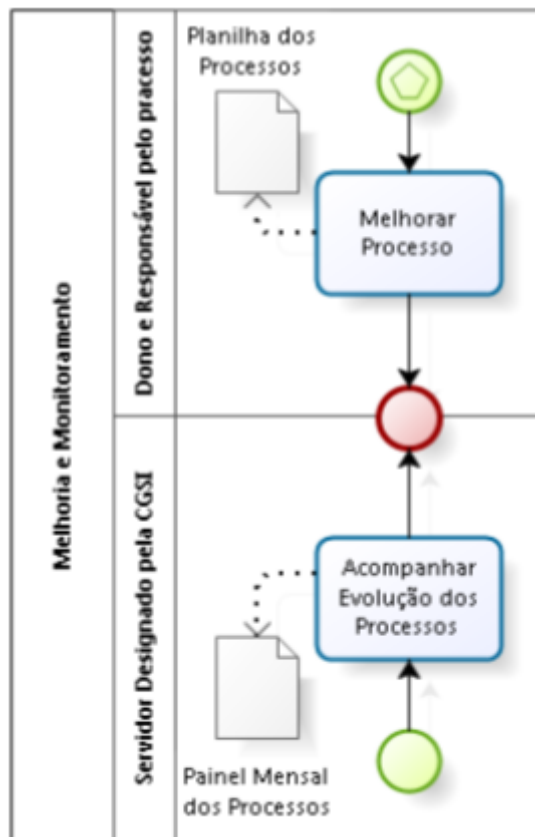 Melhoria e Monitoramento
Dono e Responsável pelo pracesso
Planilha dos
Processos
Melhorar
Processo
Servidor Designado pela CGSI
Acompanhar
Evolução dos
Processos
Painel Mensal
dos Processos